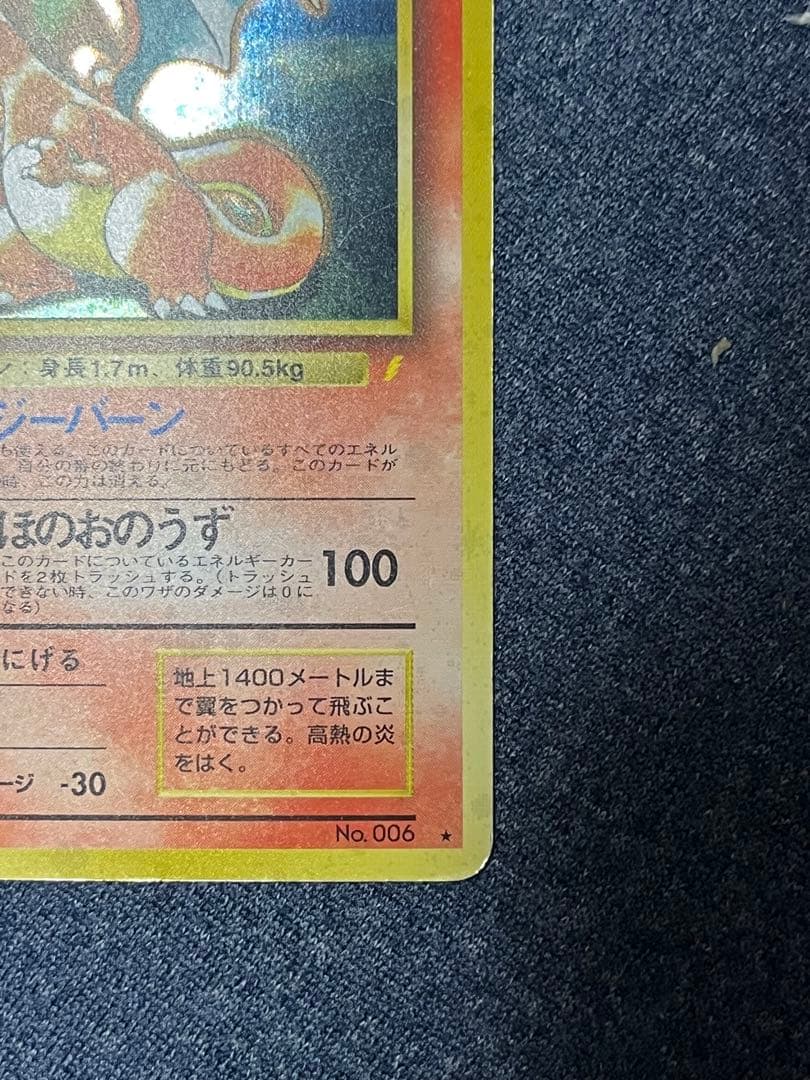 ン：身長1.7m、体重90.5kg
ジーバーン
も使える。このカードについているすべてのエネル
、自分の番の終わりに元にもどる。このカードが
時、この力は消える。
ほのおのうず
このカードについているエネルギーカー
ドを2枚トラッシュする。(トラッシュ
できない時、このワザのダメージは0に
なる)
100
にげる
ージ -30
地上1400メートルま
で翼をつかって飛ぶこ
とができる。高熱の炎
をはく。
No. 006 ★